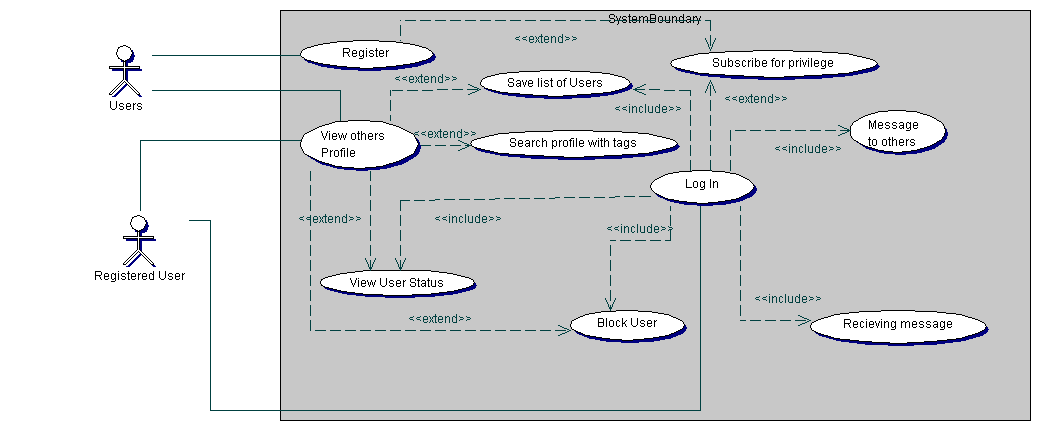 SystemBoundary
Register
<<extend>>
Subscribe for privilege
<<extend>>
Save list of Users
<<include>>
<<extend>>
Users
View others
Profile
<<extend>>
Search profile with tags
Message
to others
<<include>>
Log In
<<extend>>
<<include>>
<<include>>
Registered User
View User Status
<<include>>
<<extend>>
Block User
Recieving message